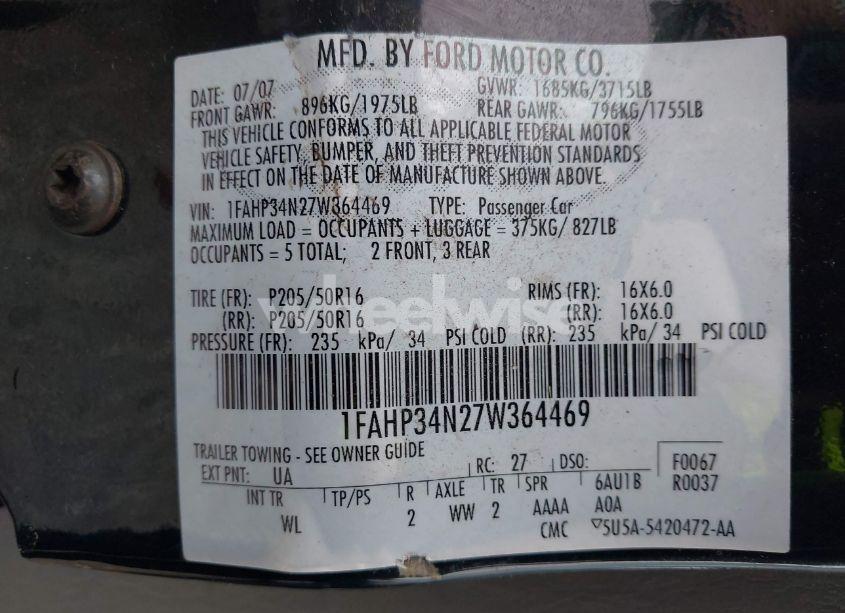 MFD. BY FORD MOTOR CO.
DATE: 07/07 GVWR: 1685KG/3715LB
FRONT GAWR: 896KG/1975LB REAR GAWR: 796KG/1755LB
THIS VEHICLE CONFORMS TO ALL APPLICABLE FEDERAL MOTOR
VEHICLE SAFETY, BUMPER, AND THEFT PREVENTION STANDARDS
IN EFFECT ON THE DATE OF MANUFACTURE SHOWN ABOVE.
VIN: 1FAHP34N27W364469 TYPE: Passenger Car
MAXIMUM LOAD = OCCUPANTS + LUGGAGE = 375KG/ 827LB
OCCUPANTS = 5 TOTAL; 2 FRONT, 3 REAR
TIRE (FR): P205/50R16 RIMS (FR): 16X6.0
(RR): P205/50R16 (RR): 16X6.0
wheelwise
PRESSURE (FR): 235 kPa/ 34 PSI COLD (RR): 235 kPa/ 34 PSI COLD
1FAHP34N27W364469
TRAILER TOWING - SEE OWNER GUIDE
EXT PNT: UA RC: 27 DSO: F0067
R0037
INT TR TP/PS R AXLE TR SPR 6AU1B
WL 2 WW 2 AAAA A0A
CMC ▽5U5A-5420472-AA